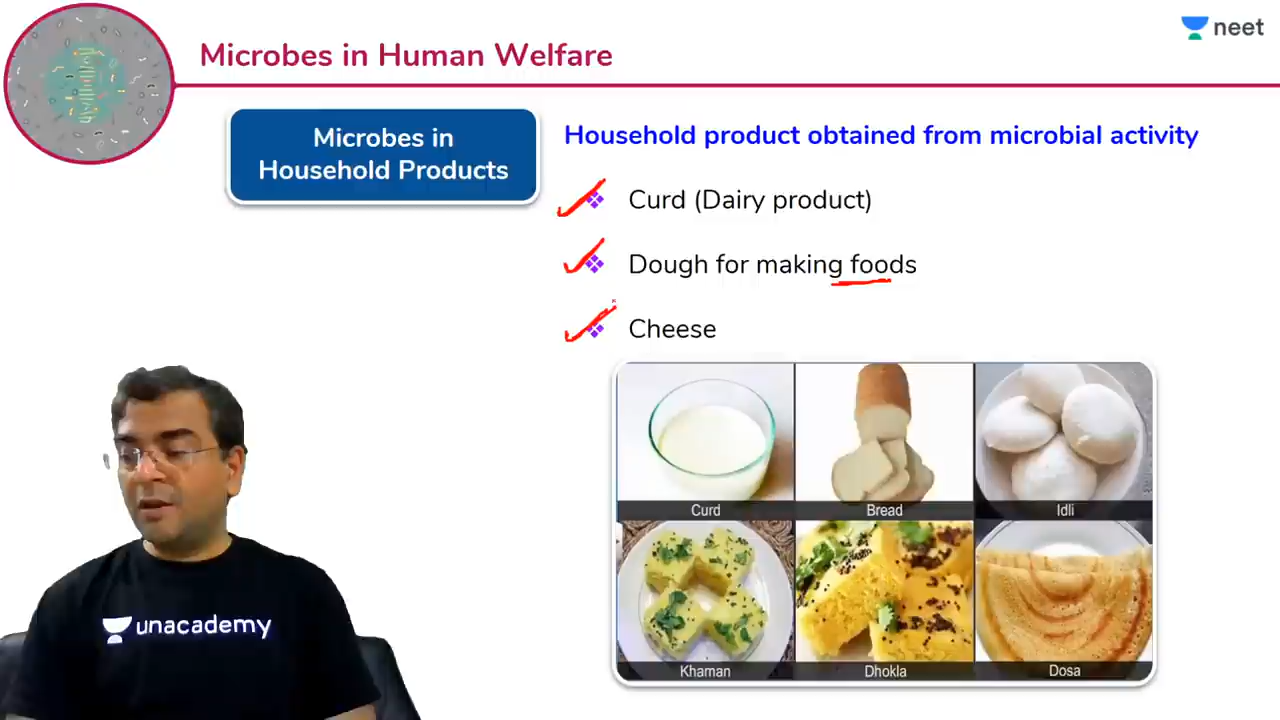 neet
Microbes in Human Welfare
Microbes in
Household Products
Household product obtained from microbial activity
Curd (Dairy product)
Dough for making foods
Cheese
Curd
Bread
Idli
Khaman
Dhokla
Dosa
unacademy